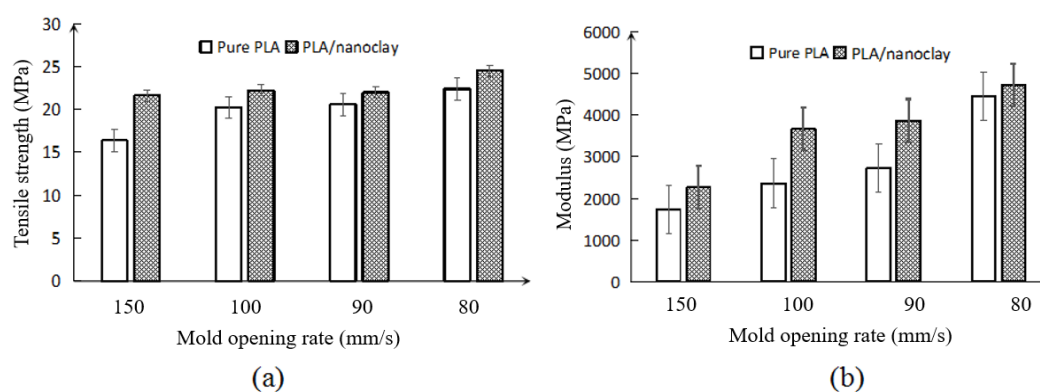 30
25
20
15
10
5
0
Tensile strength (MPa)
Pure PLA PLA/nanoclay
150 100 90 80
Mold opening rate (mm/s)
(a)
6000
5000
4000
3000
2000
1000
0
Modulus (MPa)
Pure PLA PLA/nanoclay
150 100 90 80
Mold opening rate (mm/s)
(b)